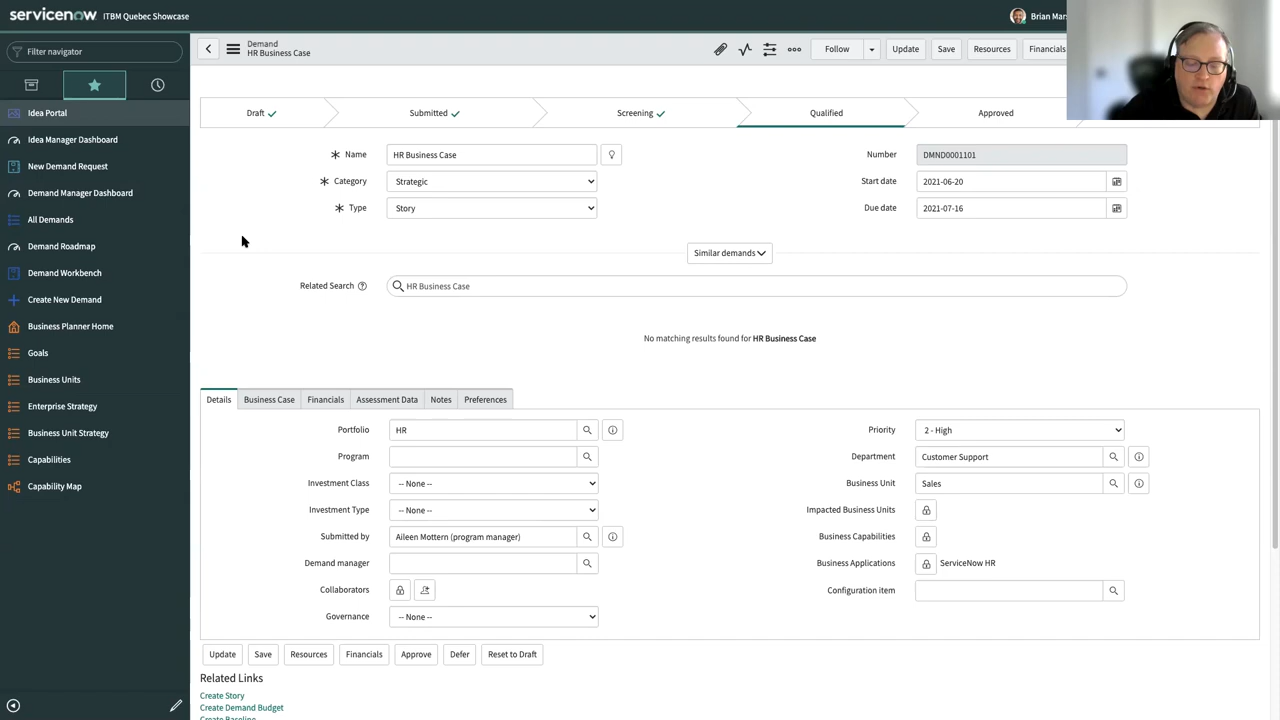 servicenow ITBM Quebec Showcase
Brian Mars
Filter navigator
Idea Portal
Idea Manager Dashboard
New Demand Request
Demand Manager Dashboard
All Demands
Demand Roadmap
Demand Workbench
Create New Demand
Business Planner Home
Goals
Business Units
Enterprise Strategy
Business Unit Strategy
Capabilities
Capability Map
Demand
HR Business Case
Follow Update Save Resources Financials
Draft Submitted Screening Qualified Approved
Name HR Business Case Number DMND0001101
Category Strategic Start date 2021-06-20
Type Story Due date 2021-07-16
Similar demands
Related Search HR Business Case
No matching results found for HR Business Case
Details Business Case Financials Assessment Data Notes Preferences
Portfolio HR Priority 2 - High
Program Department Customer Support
Investment Class -- None -- Business Unit Sales
Investment Type -- None -- Impacted Business Units
Submitted by Aileen Mottern (program manager) Business Capabilities
Demand manager Business Applications ServiceNow HR
Collaborators Configuration item
Governance -- None --
Update Save Resources Financials Approve Defer Reset to Draft
Related Links
Create Story
Create Demand Budget
Create Baseline